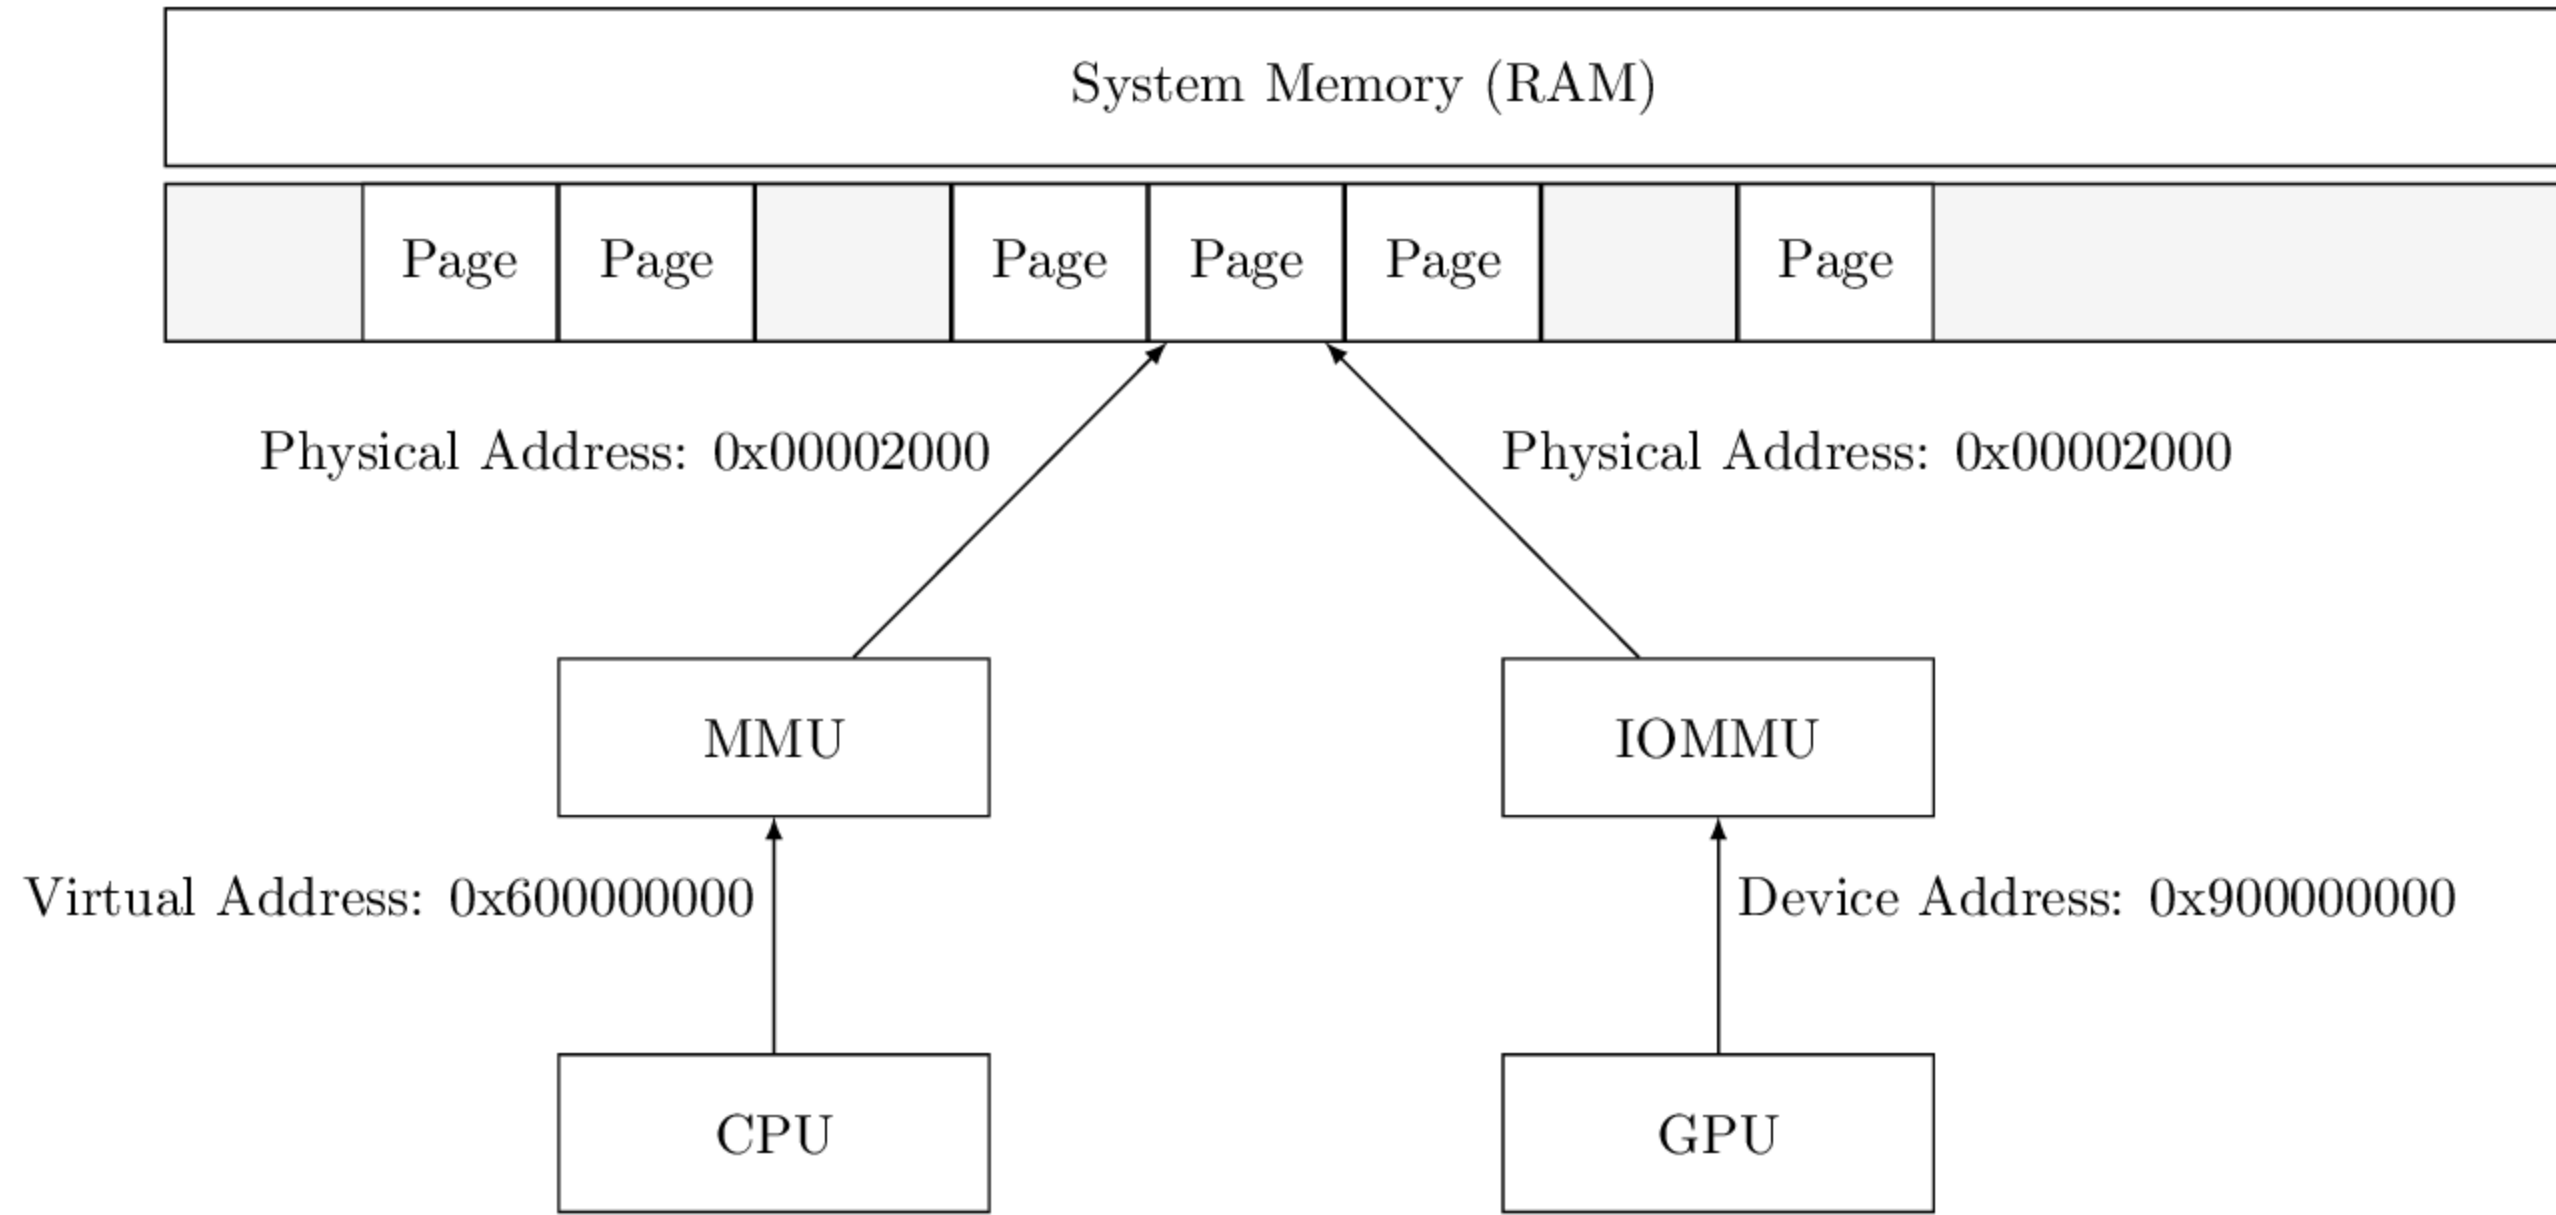 System Memory (RAM)
Page Page Page Page Page Page
Physical Address: 0x00002000 Physical Address: 0x00002000
MMU IOMMU
Virtual Address: 0x600000000 Device Address: 0x900000000
CPU GPU